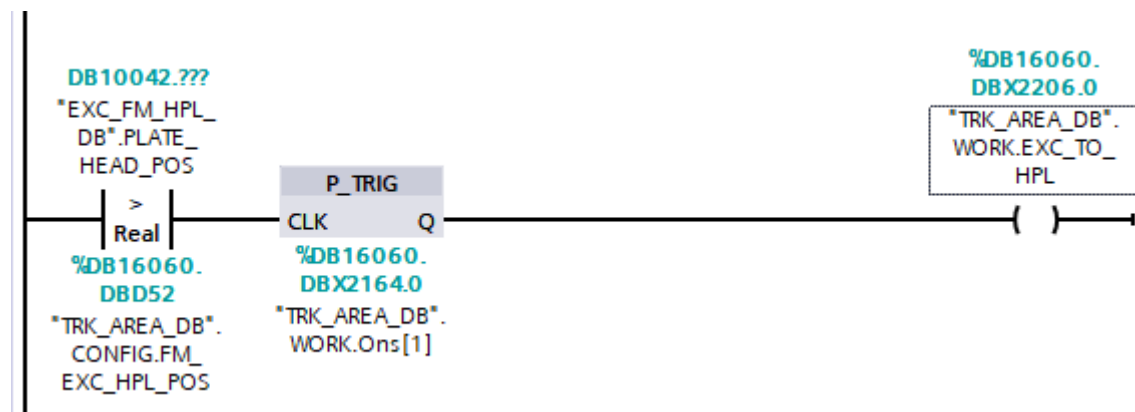 DB10042.???
"EXC_FM_HPL_
DB".PLATE_
HEAD_POS
>
Real
%DB16060.
DBD52
"TRK_AREA_DB".
CONFIG.FM_
EXC_HPL_POS
P_TRIG
CLK Q
%DB16060.
DBX2164.0
"TRK_AREA_DB".
WORK.Ons[1]
%DB16060.
DBX2206.0
"TRK_AREA_DB".
WORK.EXC_TO_
HPL